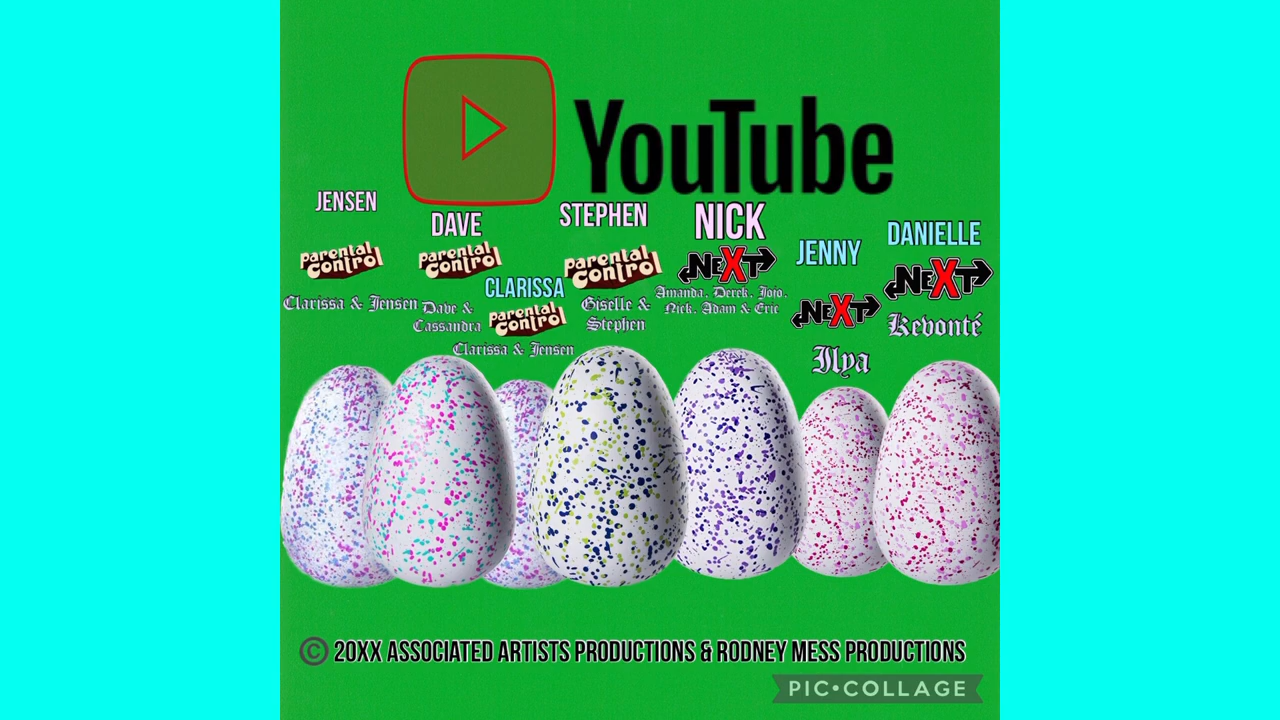 YouTube
JENSEN
parental
control
Clarissa & Jensen
DAVE
parental
control
Dave &
Cassandra
CLARISSA
parental
control
Clarissa & Jensen
STEPHEN
parental
control
Giselle &
Stephen
NICK
NEXT
Amanda, Derek, Jojo,
Nick, Adam & Eric
JENNY
NEXT
Ilya
DANIELLE
NEXT
Kevonté
© 20XX ASSOCIATED ARTISTS PRODUCTIONS & RODNEY MESS PRODUCTIONS
PIC•COLLAGE